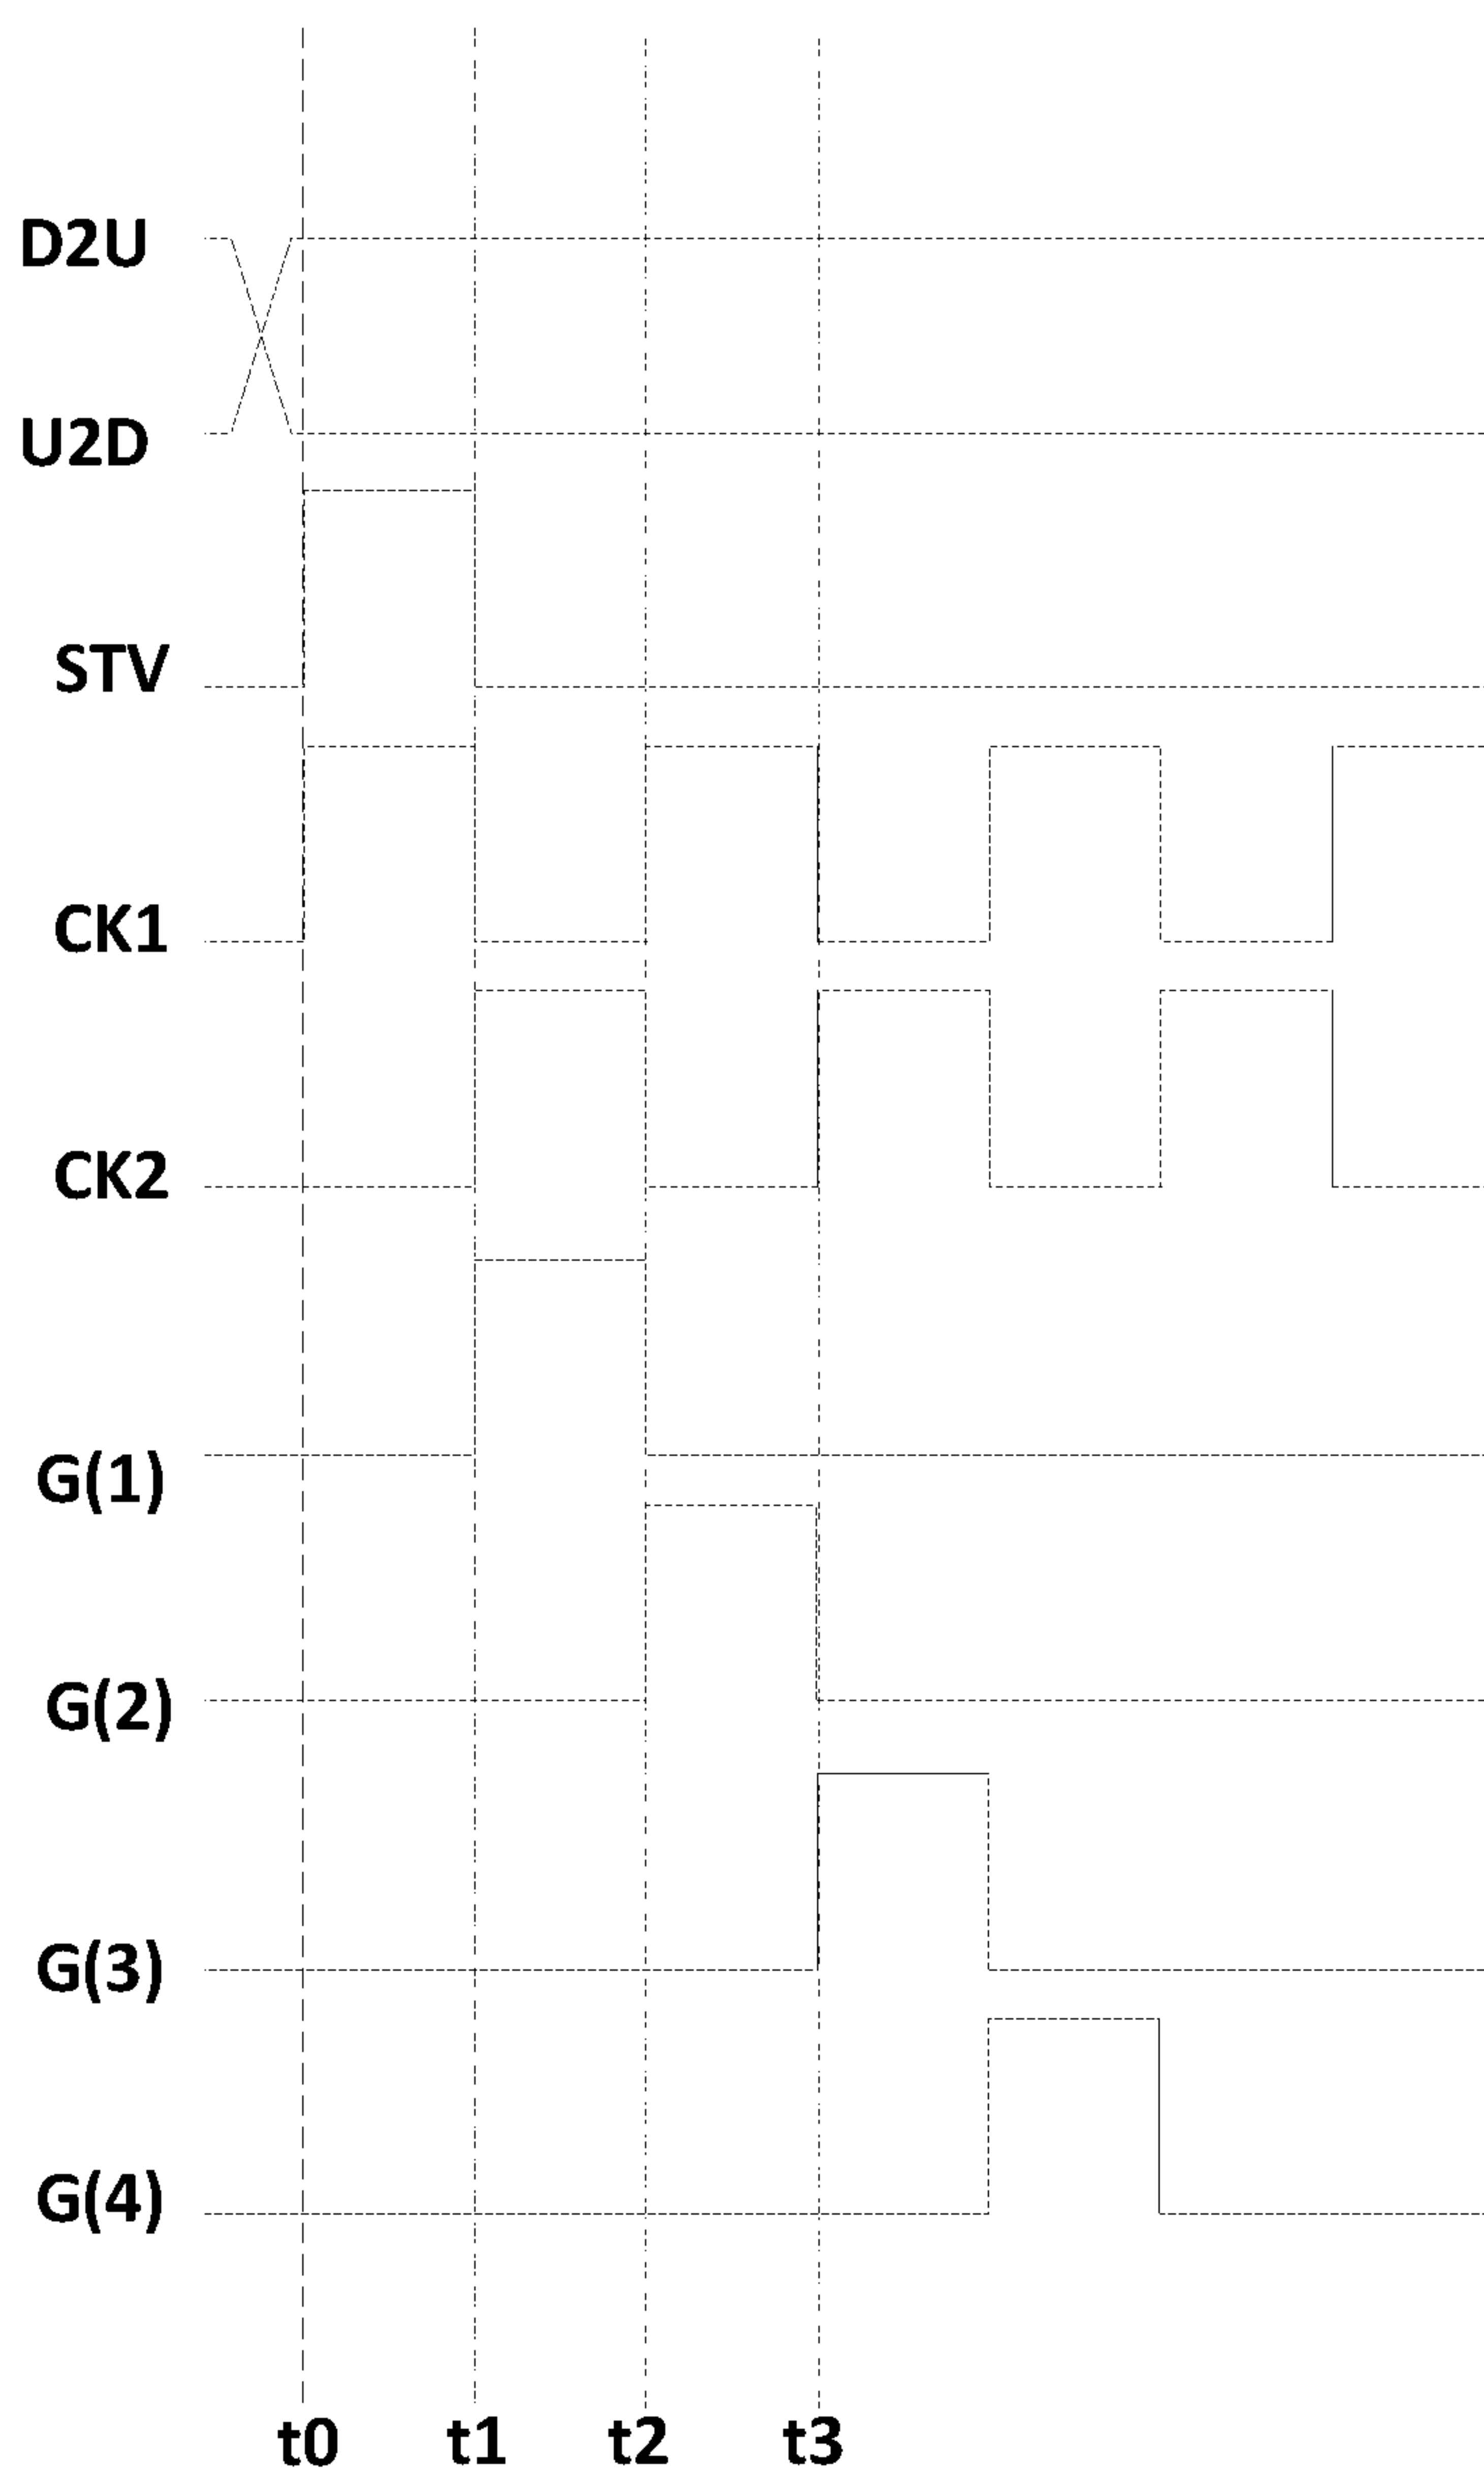 D2U
U2D
STV
CK1
CK2
G(1)
G(2)
G(3)
G(4)
t0 t1 t2 t3